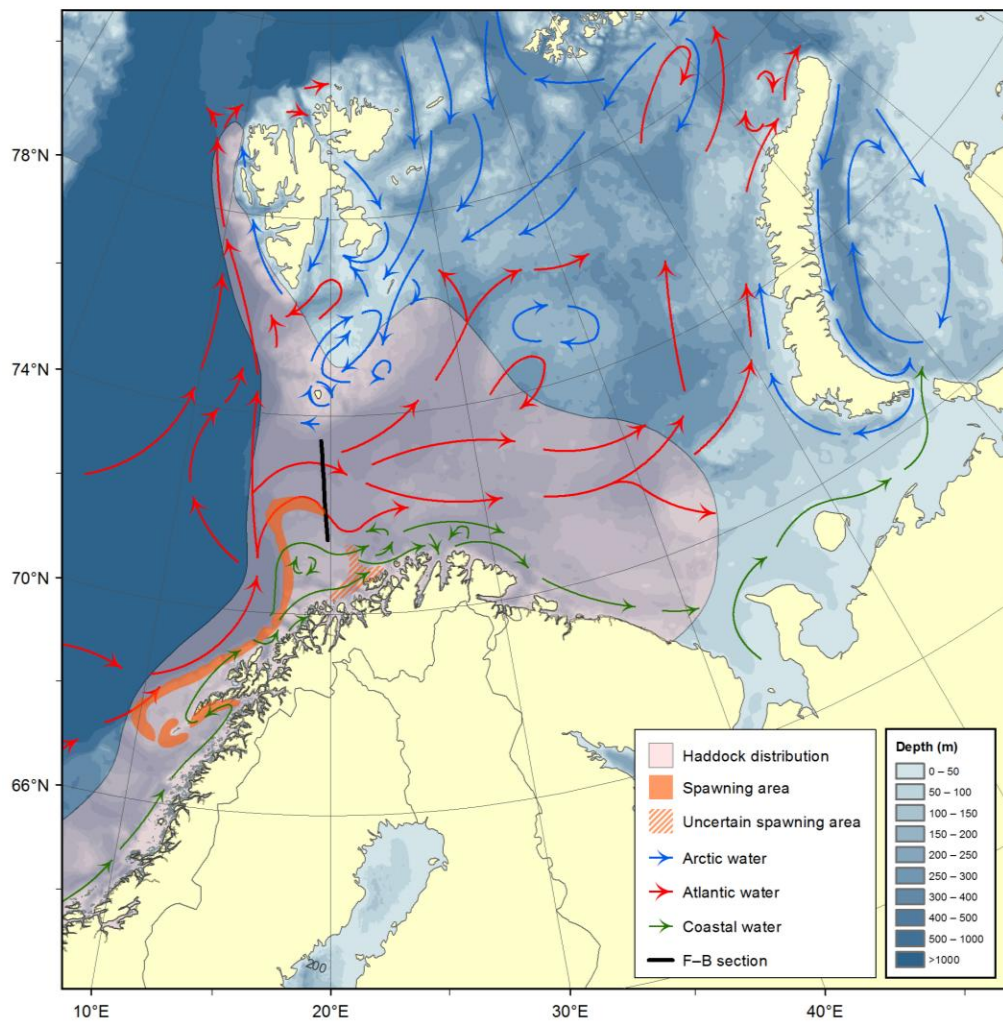 78°N
74°N
70°N
66°N
10°E
20°E
30°E
40°E
200
Haddock distribution
Spawning area
Uncertain spawning area
Arctic water
Atlantic water
Coastal water
F–B section
Depth (m)
0 – 50
50 – 100
100 – 150
150 – 200
200 – 250
250 – 300
300 – 400
400 – 500
500 – 1000
>1000